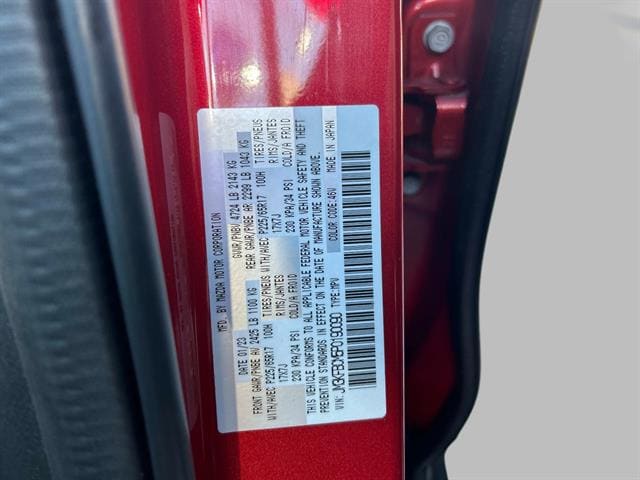 MFD. BY MAZDA MOTOR CORPORATION
DATE 01/23 GVWR/PNBV 4724 LB 2143 KG
FRONT GAWR/PNBE AV 2425 LB 1100 KG REAR GAWR/PNBE AR 2299 LB 1043 KG
WITH/AVEC P225/65R17 100H TIRES/PNEUS WITH/AVEC P225/65R17 100H TIRES/PNEUS
17X7J RIMS/JANTES 17X7J RIMS/JANTES
230 KPA/34 PSI COLD/A FROID 230 KPA/34 PSI COLD/A FROID
THIS VEHICLE CONFORMS TO ALL APPLICABLE FEDERAL MOTOR VEHICLE SAFETY AND THEFT
PREVENTION STANDARDS IN EFFECT ON THE DATE OF MANUFACTURE SHOWN ABOVE.
COLOR CODE:46V MADE IN JAPAN
JM3KFBCM5P0190090 TYPE:MPV